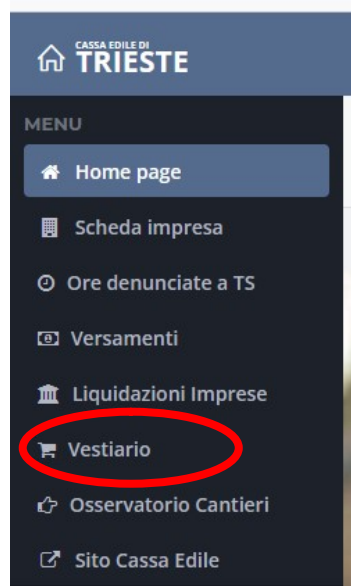 CASSA EDILE DI
TRIESTE
MENU
Home page
Scheda impresa
Ore denunciate a TS
Versamenti
Liquidazioni Imprese
Vestiario
Osservatorio Cantieri
Sito Cassa Edile